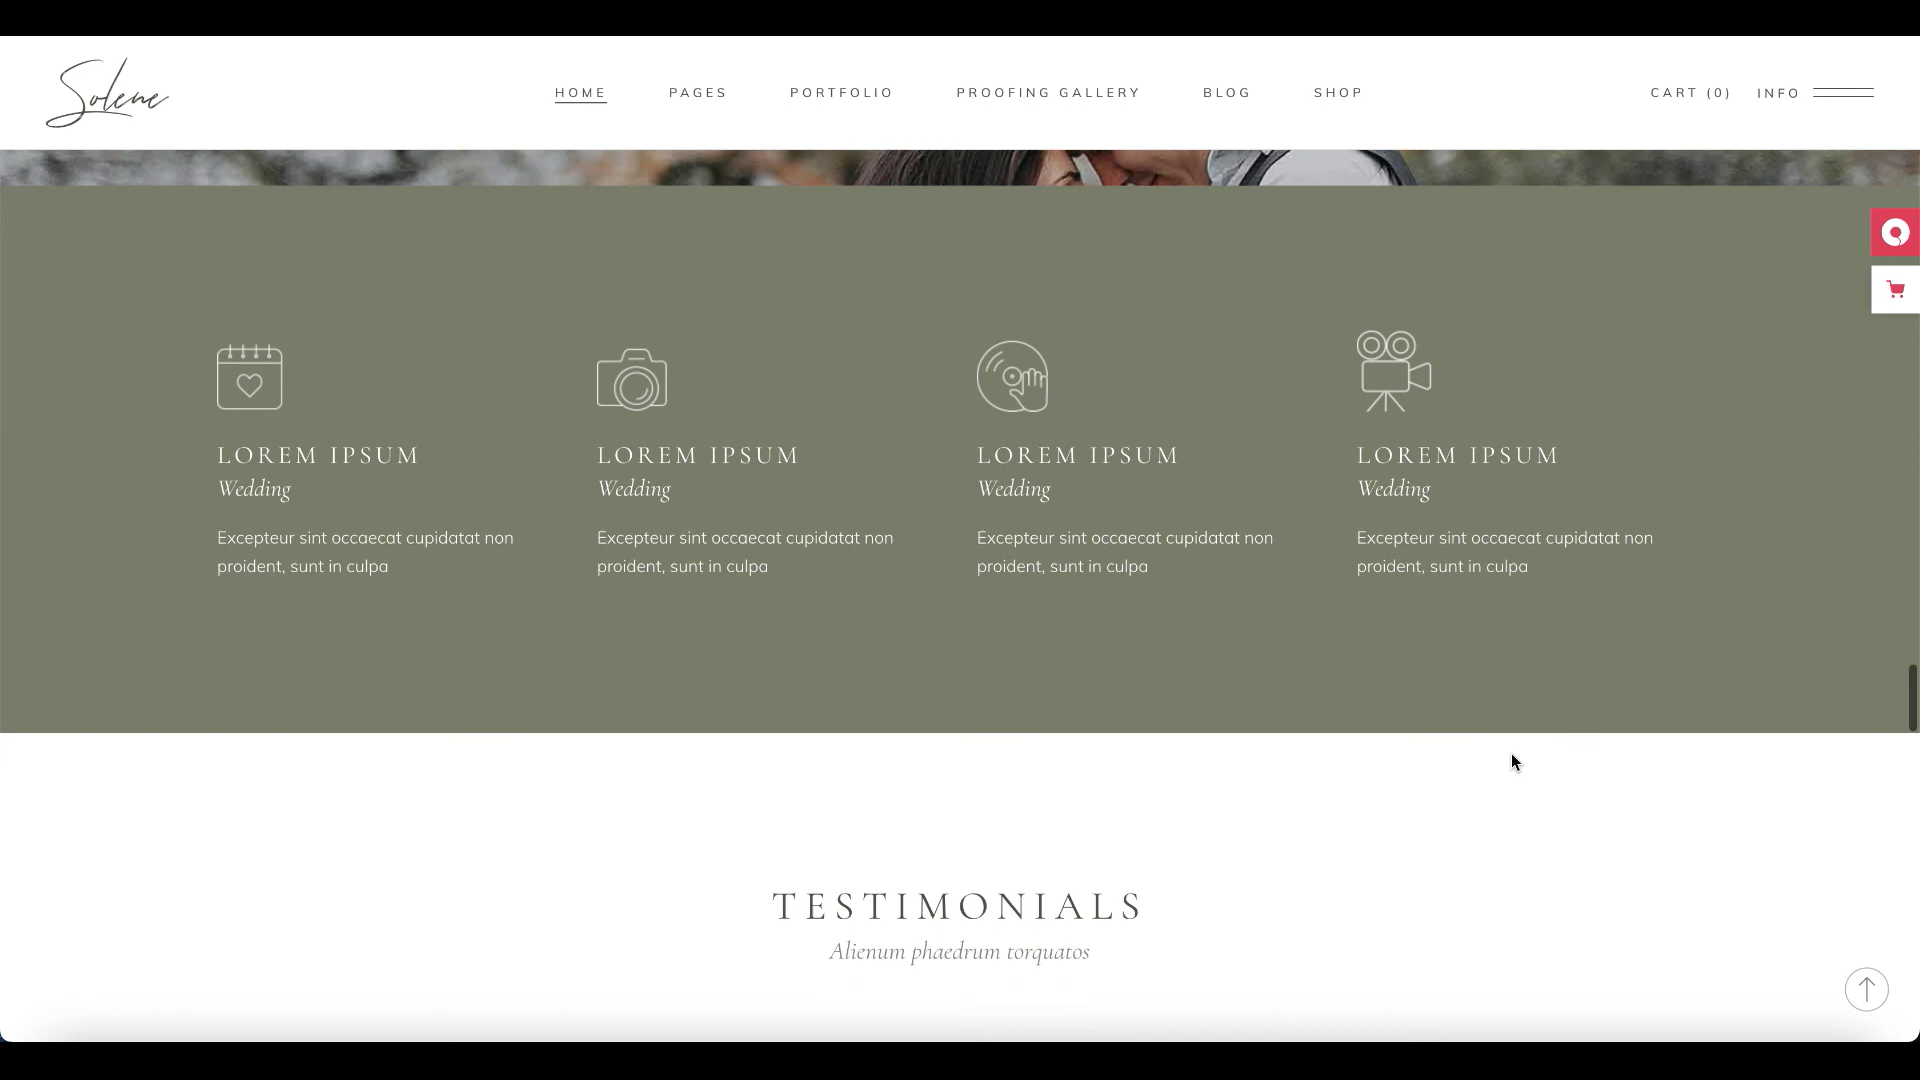 Solene
HOME PAGES PORTFOLIO PROOFING GALLERY BLOG SHOP CART (0) INFO
LOREM IPSUM LOREM IPSUM LOREM IPSUM LOREM IPSUM
Wedding Wedding Wedding Wedding
Excepteur sint occaecat cupidatat non Excepteur sint occaecat cupidatat non Excepteur sint occaecat cupidatat non Excepteur sint occaecat cupidatat non
proident, sunt in culpa proident, sunt in culpa proident, sunt in culpa proident, sunt in culpa
TESTIMONIALS
Alienum phaedrum torquatos